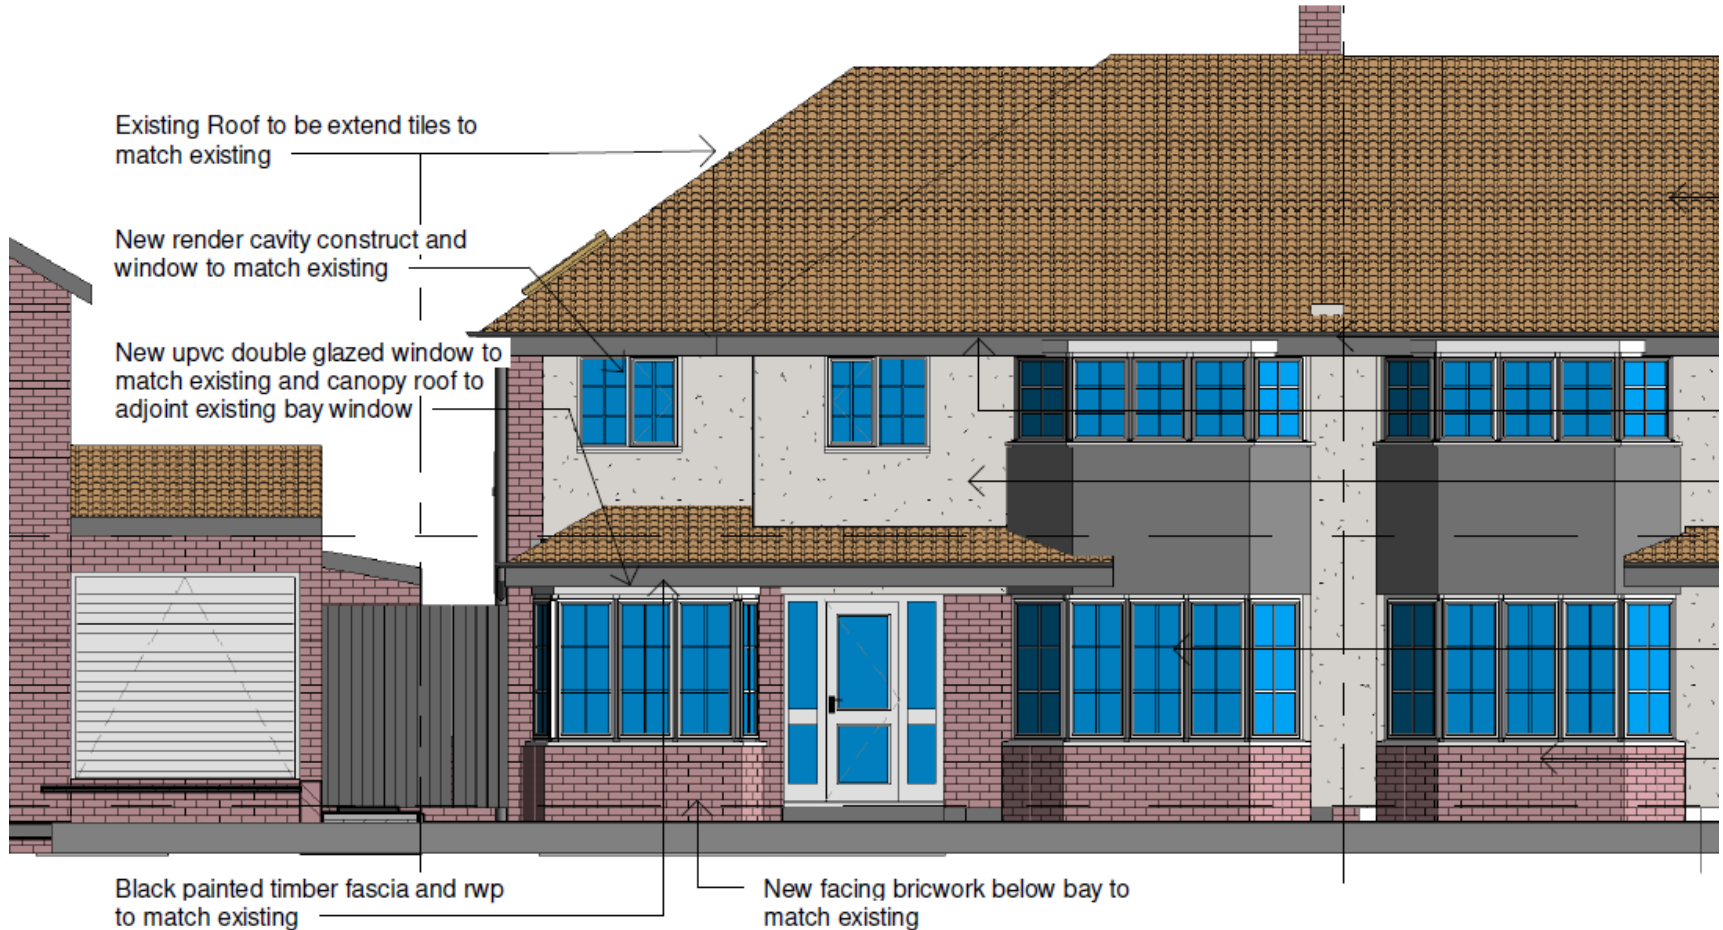 Existing Roof to be extend tiles to
match existing
New render cavity construct and
window to match existing
New upvc double glazed window to
match existing and canopy roof to
adjoint existing bay window
Black painted timber fascia and rwp
to match existing
New facing bricwork below bay to
match existing